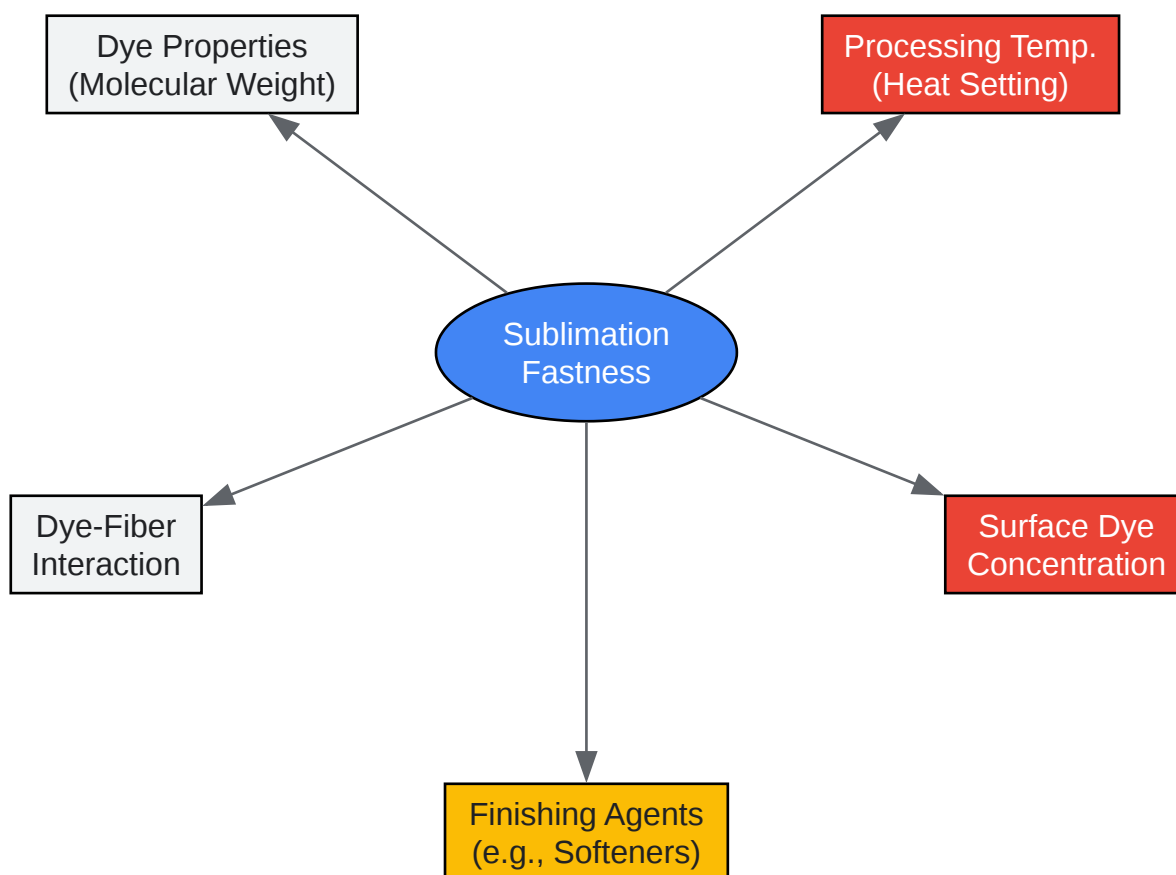 Dye Properties
(Molecular Weight)
Processing Temp.
(Heat Setting)
Sublimation
Fastness
Dye-Fiber
Interaction
Surface Dye
Concentration
Finishing Agents
(e.g., Softeners)